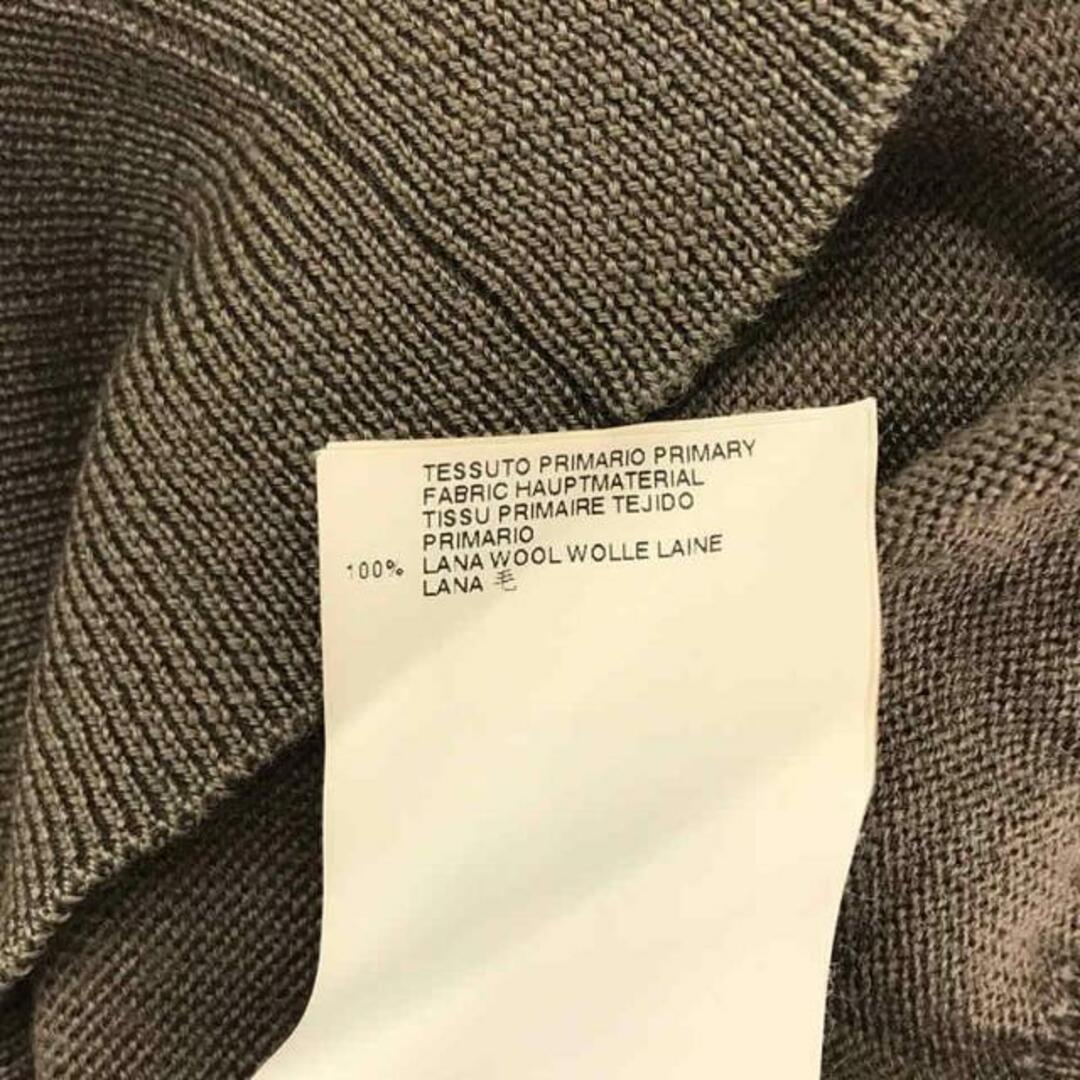 TESSUTO PRIMARIO PRIMARY
FABRIC HAUPTMATERIAL
TISSU PRIMAIRE TEJIDO
PRIMARIO
100% LANA WOOL WOLLE LAINE
LANA 毛